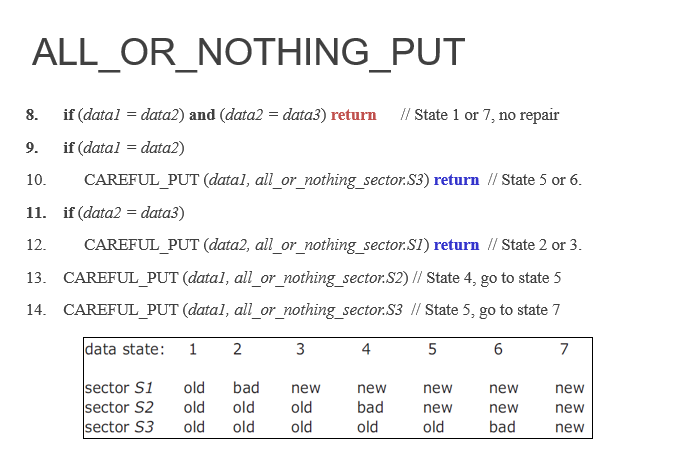 ALL_OR_NOTHING_PUT
8. if (data1 = data2) and (data2 = data3) return // State 1 or 7, no repair
9. if (data1 = data2)
10. CAREFUL_PUT (data1, all_or_nothing_sector.S3) return // State 5 or 6.
11. if (data2 = data3)
12. CAREFUL_PUT (data2, all_or_nothing_sector.S1) return // State 2 or 3.
13. CAREFUL_PUT (data1, all_or_nothing_sector.S2) // State 4, go to state 5
14. CAREFUL_PUT (data1, all_or_nothing_sector.S3 // State 5, go to state 7
data state: 1 2 3 4 5 6 7
sector S1 old bad new new new new new
sector S2 old old old bad new new new
sector S3 old old old old old bad new